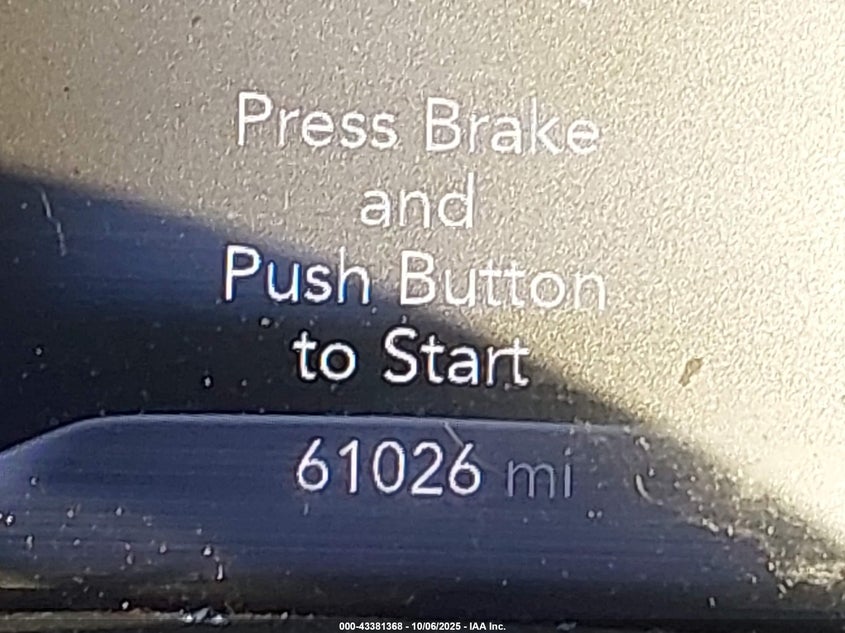 Press Brake
and
Push Button
to Start
61026 mi
000-43381368 - 10/06/2025 - IAA Inc.